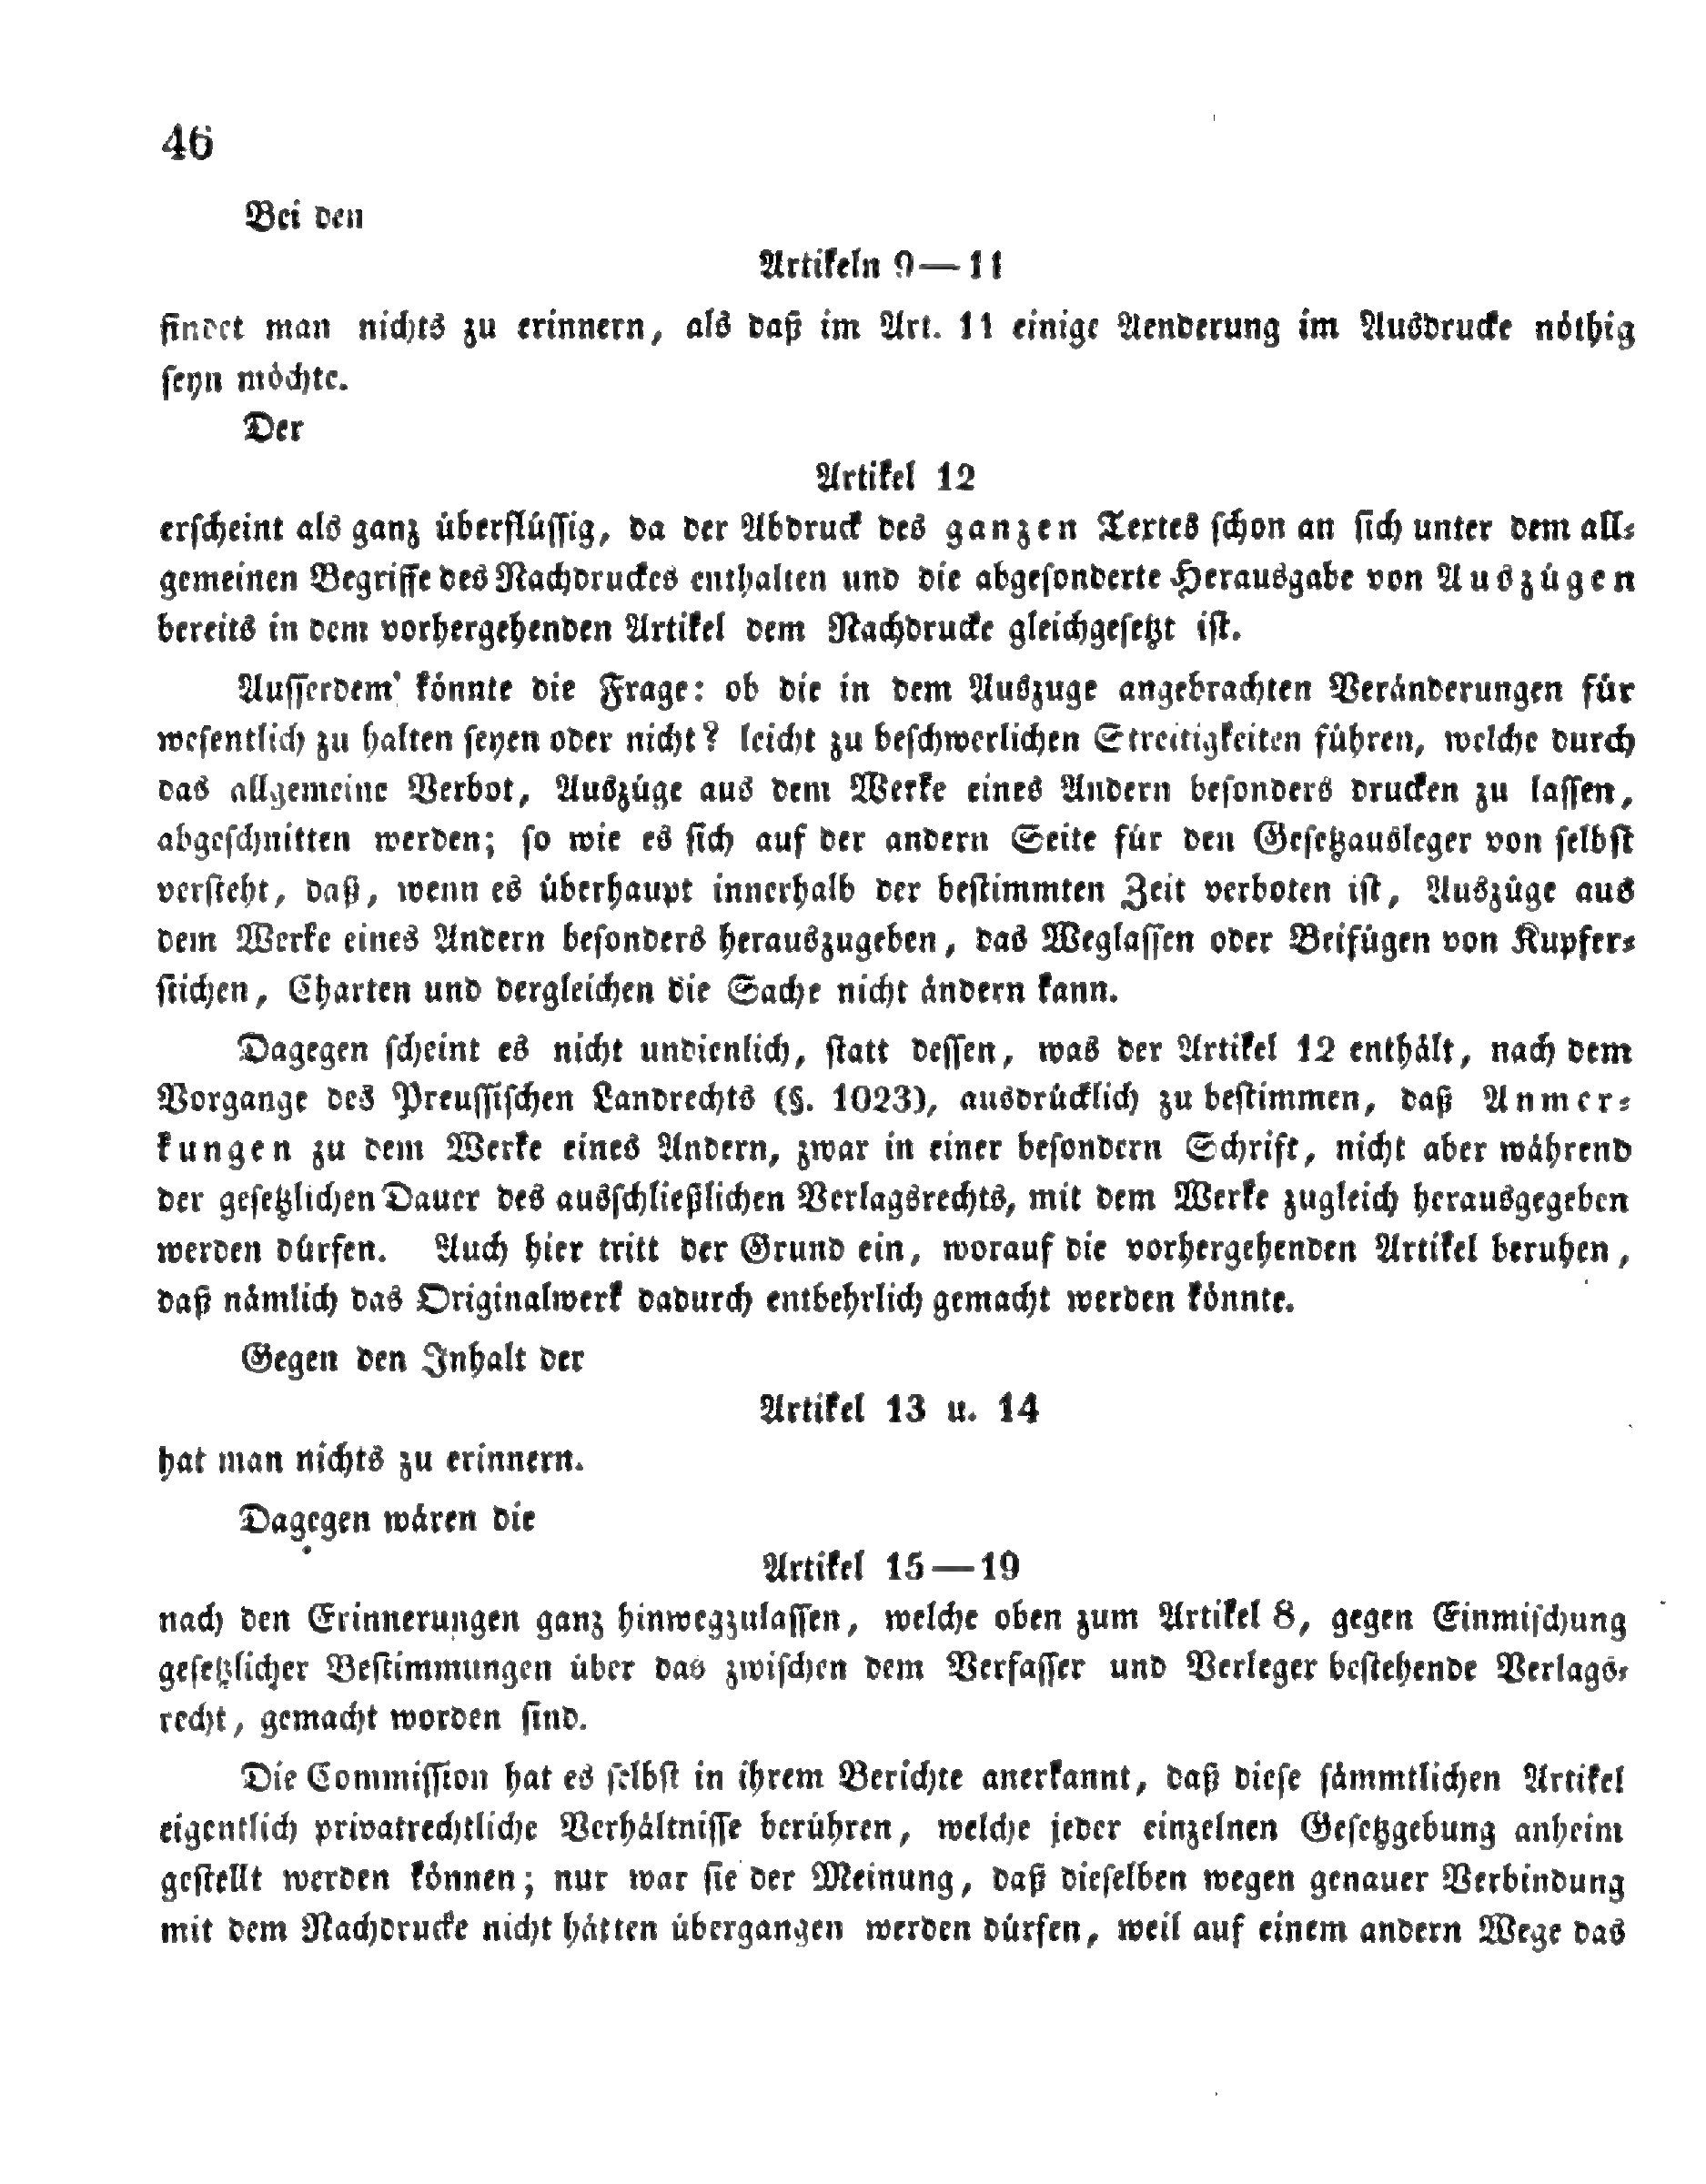 46
Bei den
Artikeln 9—11
findet man nichts zu erinnern, als daß im Art. 11 einige Aenderung im Ausdrucke nöthig
seyn möchte.
Der
Artikel 12
erscheint als ganz überflüssig, da der Abdruck des ganzen Textes schon an sich unter dem all-
gemeinen Begriffe des Nachdruckes enthalten und die abgesonderte Herausgabe von Auszügen
bereits in dem vorhergehenden Artikel dem Nachdrucke gleichgesetzt ist.
Ausserdem könnte die Frage: ob die in dem Auszuge angebrachten Veränderungen für
wesentlich zu halten seyen oder nicht? leicht zu beschwerlichen Streitigkeiten führen, welche durch
das allgemeine Verbot, Auszüge aus dem Werke eines Andern besonders drucken zu lassen,
abgeschnitten werden; so wie es sich auf der andern Seite für den Gesetzausleger von selbst
versteht, daß, wenn es überhaupt innerhalb der bestimmten Zeit verboten ist, Auszüge aus
dem Werke eines Andern besonders herauszugeben, das Weglassen oder Beifügen von Kupfer-
stichen, Charten und dergleichen die Sache nicht ändern kann.
Dagegen scheint es nicht undienlich, statt dessen, was der Artikel 12 enthält, nach dem
Vorgange des Preussischen Landrechts (§. 1023), ausdrücklich zu bestimmen, daß Anmer-
kungen zu dem Werke eines Andern, zwar in einer besondern Schrift, nicht aber während
der gesetzlichen Dauer des ausschließlichen Verlagsrechts, mit dem Werke zugleich herausgegeben
werden dürfen. Auch hier tritt der Grund ein, worauf die vorhergehenden Artikel beruhen,
daß nämlich das Originalwerk dadurch entbehrlich gemacht werden könnte.
Gegen den Inhalt der
Artikel 13 u. 14
hat man nichts zu erinnern.
Dagegen wären die
Artikel 15—19
nach den Erinnerungen ganz hinwegzulassen, welche oben zum Artikel 8, gegen Einmischung
gesetzlicher Bestimmungen über das zwischen dem Verfasser und Verleger bestehende Verlags-
recht, gemacht worden sind.
Die Commission hat es selbst in ihrem Berichte anerkannt, daß diese sämmtlichen Artikel
eigentlich privatrechtliche Verhältnisse berühren, welche jeder einzelnen Gesetzgebung anheim
gestellt werden können; nur war sie der Meinung, daß dieselben wegen genauer Verbindung
mit dem Nachdrucke nicht hätten übergangen werden dürfen, weil auf einem andern Wege das